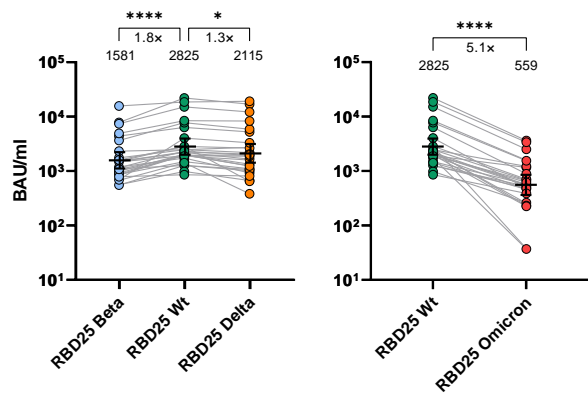 **** *
1.8× 1.3×
1581 2825 2115
10⁵
10⁴
10³
10²
10¹
BAU/ml
RBD25 Beta
RBD25 Wt
RBD25 Delta
****
5.1×
2825 559
10⁵
10⁴
10³
10²
10¹
RBD25 Wt
RBD25 Omicron